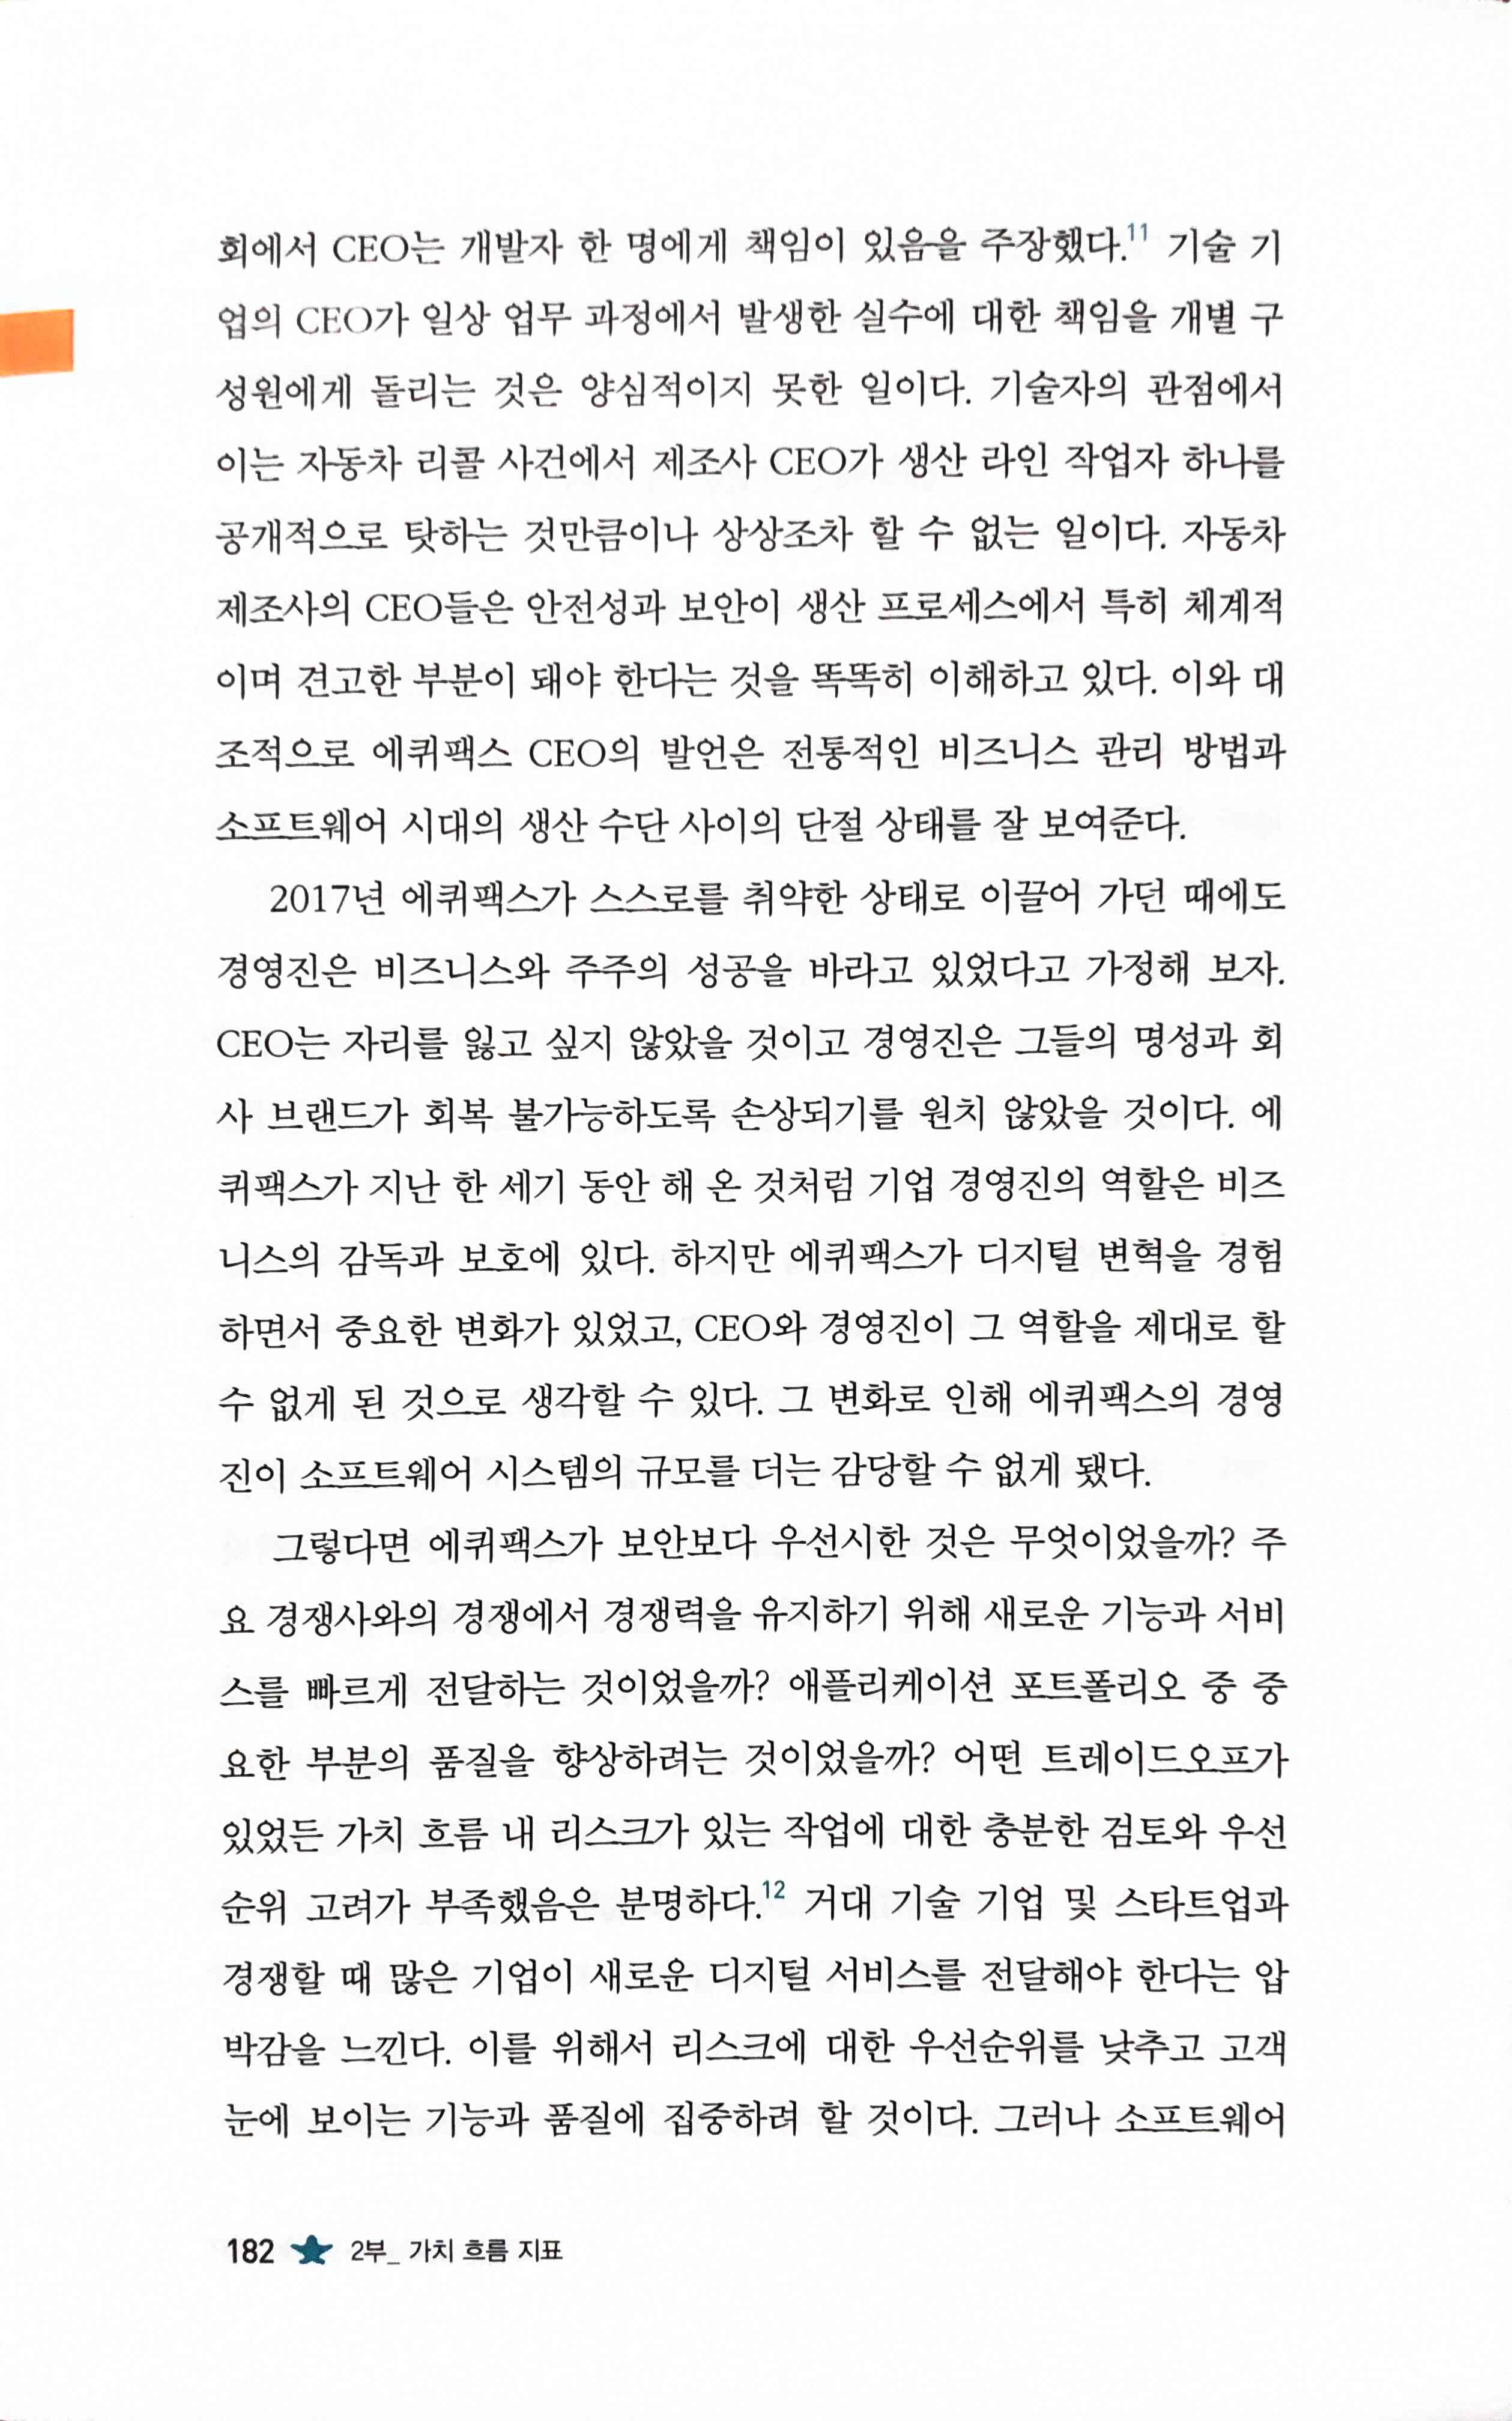 회에서 CEO는 개발자 한 명에게 책임이 있음을 주장했다.11 기술 기
업의 CEO가 일상 업무 과정에서 발생한 실수에 대한 책임을 개별 구
성원에게 돌리는 것은 양심적이지 못한 일이다. 기술자의 관점에서
이는 자동차 리콜 사건에서 제조사 CEO가 생산 라인 작업자 하나를
공개적으로 탓하는 것만큼이나 상상조차 할 수 없는 일이다. 자동차
제조사의 CEO들은 안전성과 보안이 생산 프로세스에서 특히 체계적
이며 견고한 부분이 돼야 한다는 것을 똑똑히 이해하고 있다. 이와 대
조적으로 에퀴팩스 CEO의 발언은 전통적인 비즈니스 관리 방법과
소프트웨어 시대의 생산 수단 사이의 단절 상태를 잘 보여준다.
2017년 에퀴팩스가 스스로를 취약한 상태로 이끌어 가던 때에도
경영진은 비즈니스와 주주의 성공을 바라고 있었다고 가정해 보자.
CEO는 자리를 잃고 싶지 않았을 것이고 경영진은 그들의 명성과 회
사 브랜드가 회복 불가능하도록 손상되기를 원치 않았을 것이다. 에
퀴팩스가 지난 한 세기 동안 해 온 것처럼 기업 경영진의 역할은 비즈
니스의 감독과 보호에 있다. 하지만 에퀴팩스가 디지털 변혁을 경험
하면서 중요한 변화가 있었고, CEO와 경영진이 그 역할을 제대로 할
수 없게 된 것으로 생각할 수 있다. 그 변화로 인해 에퀴팩스의 경영
진이 소프트웨어 시스템의 규모를 더는 감당할 수 없게 됐다.
그렇다면 에퀴팩스가 보안보다 우선시한 것은 무엇이었을까? 주
요 경쟁사와의 경쟁에서 경쟁력을 유지하기 위해 새로운 기능과 서비
스를 빠르게 전달하는 것이었을까? 애플리케이션 포트폴리오 중 중
요한 부분의 품질을 향상하려는 것이었을까? 어떤 트레이드오프가
있었든 가치 흐름 내 리스크가 있는 작업에 대한 충분한 검토와 우선
순위 고려가 부족했음은 분명하다.12 거대 기술 기업 및 스타트업과
경쟁할 때 많은 기업이 새로운 디지털 서비스를 전달해야 한다는 압
박감을 느낀다. 이를 위해서 리스크에 대한 우선순위를 낮추고 고객
눈에 보이는 기능과 품질에 집중하려 할 것이다. 그러나 소프트웨어
182 ★ 2부_ 가치 흐름 지표